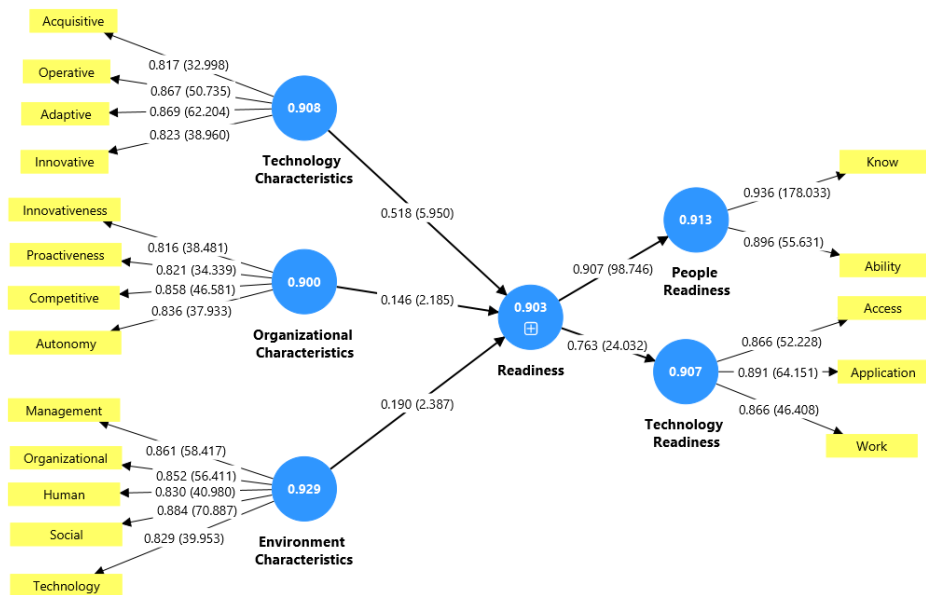 Acquisitive
0.817 (32.998)
Operative
0.867 (50.735)
Adaptive
0.869 (62.204)
0.823 (38.960)
Innovative
0.908
Technology
Characteristics
0.518 (5.950)
Innovativeness
0.816 (38.481)
Proactiveness
0.821 (34.339)
Competitive
0.858 (46.581)
0.836 (37.933)
Autonomy
0.900
Organizational
Characteristics
0.146 (2.185)
Management
0.861 (58.417)
Organizational
0.852 (56.411)
Human
0.830 (40.980)
0.884 (70.887)
Social
0.829 (39.953)
Technology
0.929
Environment
Characteristics
0.190 (2.387)
0.903
Readiness
0.907 (98.746)
0.763 (24.032)
0.913
People
Readiness
Know
0.936 (178.033)
0.896 (55.631)
Ability
0.907
Technology
Readiness
Access
0.866 (52.228)
0.891 (64.151)
Application
0.866 (46.408)
Work